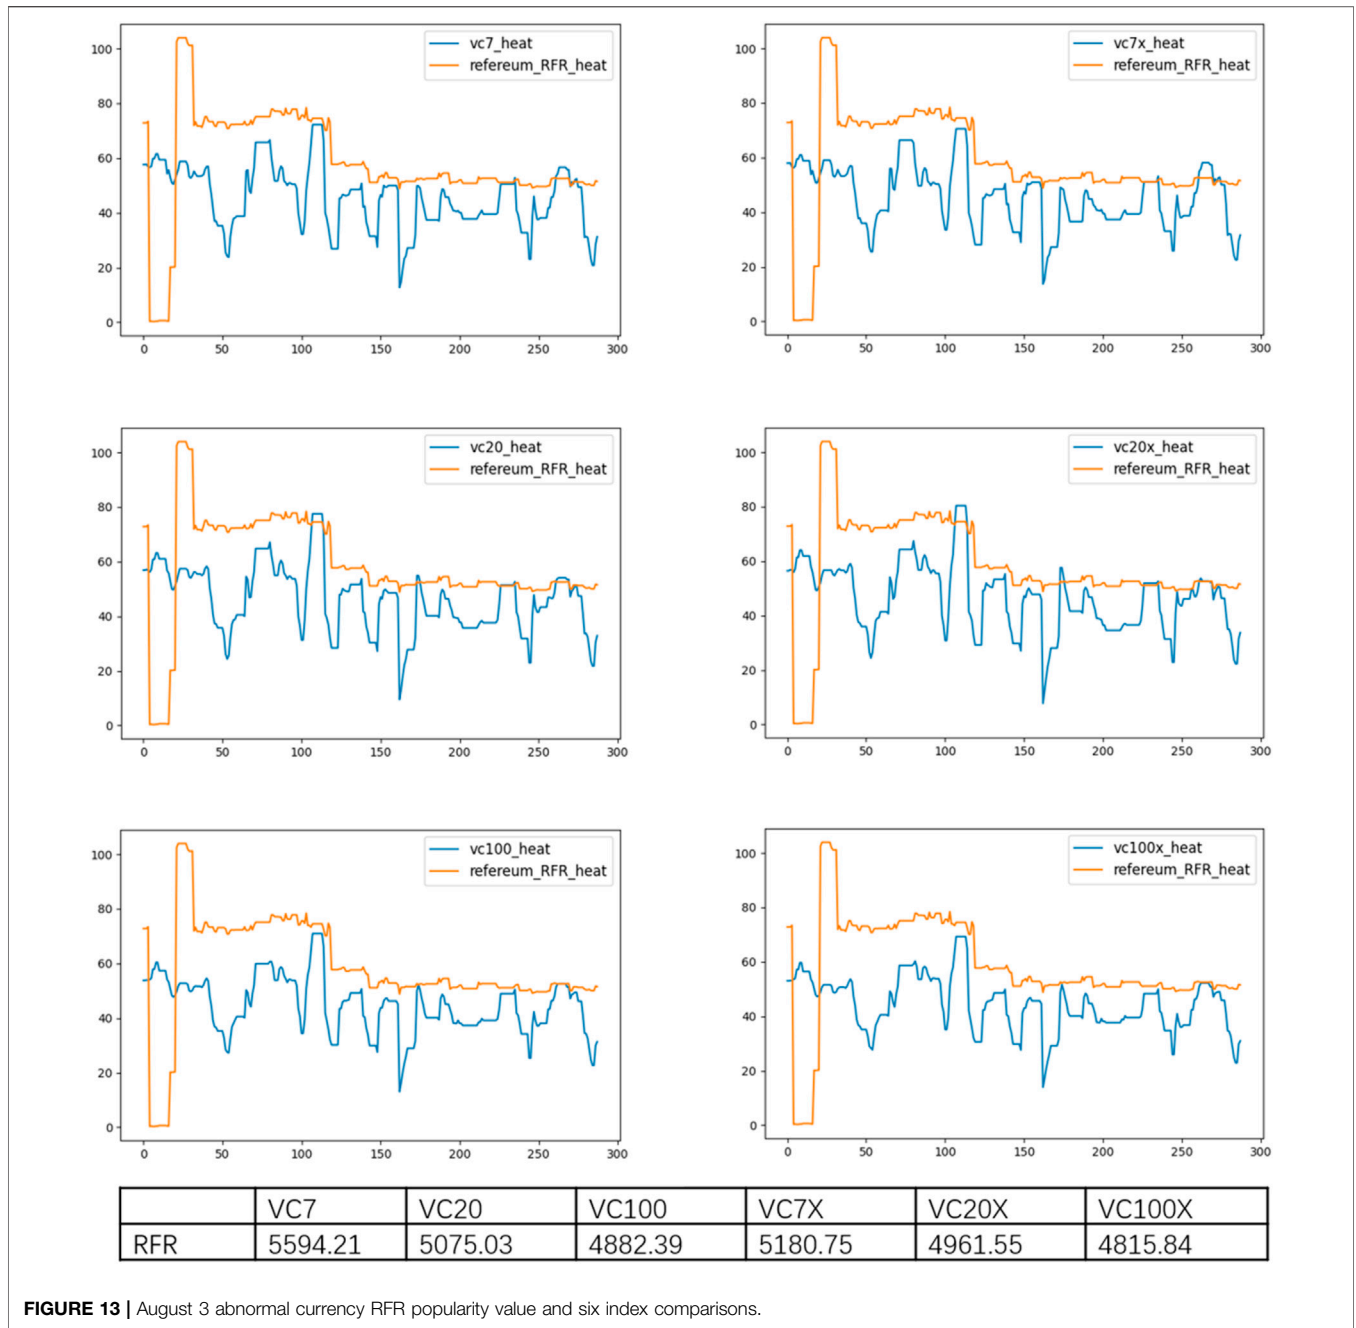 vc7_heat
refereum_RFR_heat
100
80
60
40
20
0
0 50 100 150 200 250 300
vc7x_heat
refereum_RFR_heat
100
80
60
40
20
0
0 50 100 150 200 250 300
vc20_heat
refereum_RFR_heat
100
80
60
40
20
0
0 50 100 150 200 250 300
vc20x_heat
refereum_RFR_heat
100
80
60
40
20
0
0 50 100 150 200 250 300
vc100_heat
refereum_RFR_heat
100
80
60
40
20
0
0 50 100 150 200 250 300
vc100x_heat
refereum_RFR_heat
100
80
60
40
20
0
0 50 100 150 200 250 300
VC7 VC20 VC100 VC7X VC20X VC100X
RFR 5594.21 5075.03 4882.39 5180.75 4961.55 4815.84
FIGURE 13 | August 3 abnormal currency RFR popularity value and six index comparisons.